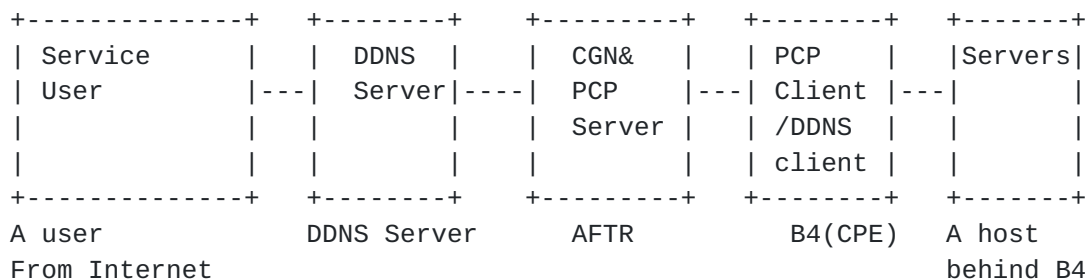 +--------------+   +--------+    +---------+   +--------+   +-------+
|  Service     |   |  DDNS  |    |  CGN&   |   | PCP    |   |Servers|
|  User        |---|  Server|----|  PCP    |---| Client |---|       |
|              |   |        |    |  Server |   | /DDNS  |   |       |
|              |   |        |    |         |   | client |   |       |
+--------------+   +--------+    +---------+   +--------+   +-------+
A user             DDNS Server     AFTR          B4(CPE)    A host
From Internet                                               behind B4